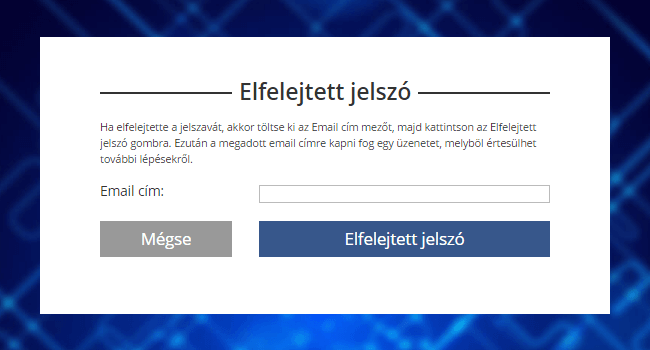 Elfelejtett jelszó
Ha elfelejtette a jelszavát, akkor töltse ki az Email cím mezőt, majd kattintson az Elfelejtett
jelszó gombra. Ezután a megadott email címre kapni fog egy üzenetet, melyből értesülhet
további lépésekről.
Email cím:
Mégse
Elfelejtett jelszó